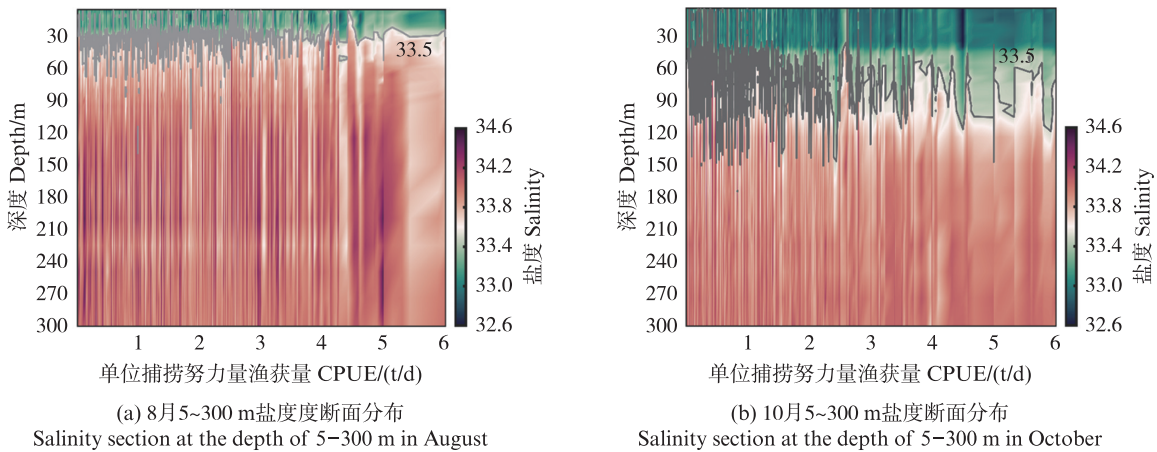 30
60
90
120
150
180
210
240
270
300
深度 Depth/m
33.5
1 2 3 4 5 6
单位捕捞努力量渔获量 CPUE/(t/d)
34.6
34.2
33.8
33.4
33.0
32.6
盐度 Salinity
(a) 8月5~300 m盐度度断面分布
Salinity section at the depth of 5−300 m in August
30
60
90
120
150
180
210
240
270
300
深度 Depth/m
33.5
1 2 3 4 5 6
单位捕捞努力量渔获量 CPUE/(t/d)
34.6
34.2
33.8
33.4
33.0
32.6
盐度 Salinity
(b) 10月5~300 m盐度断面分布
Salinity section at the depth of 5−300 m in October